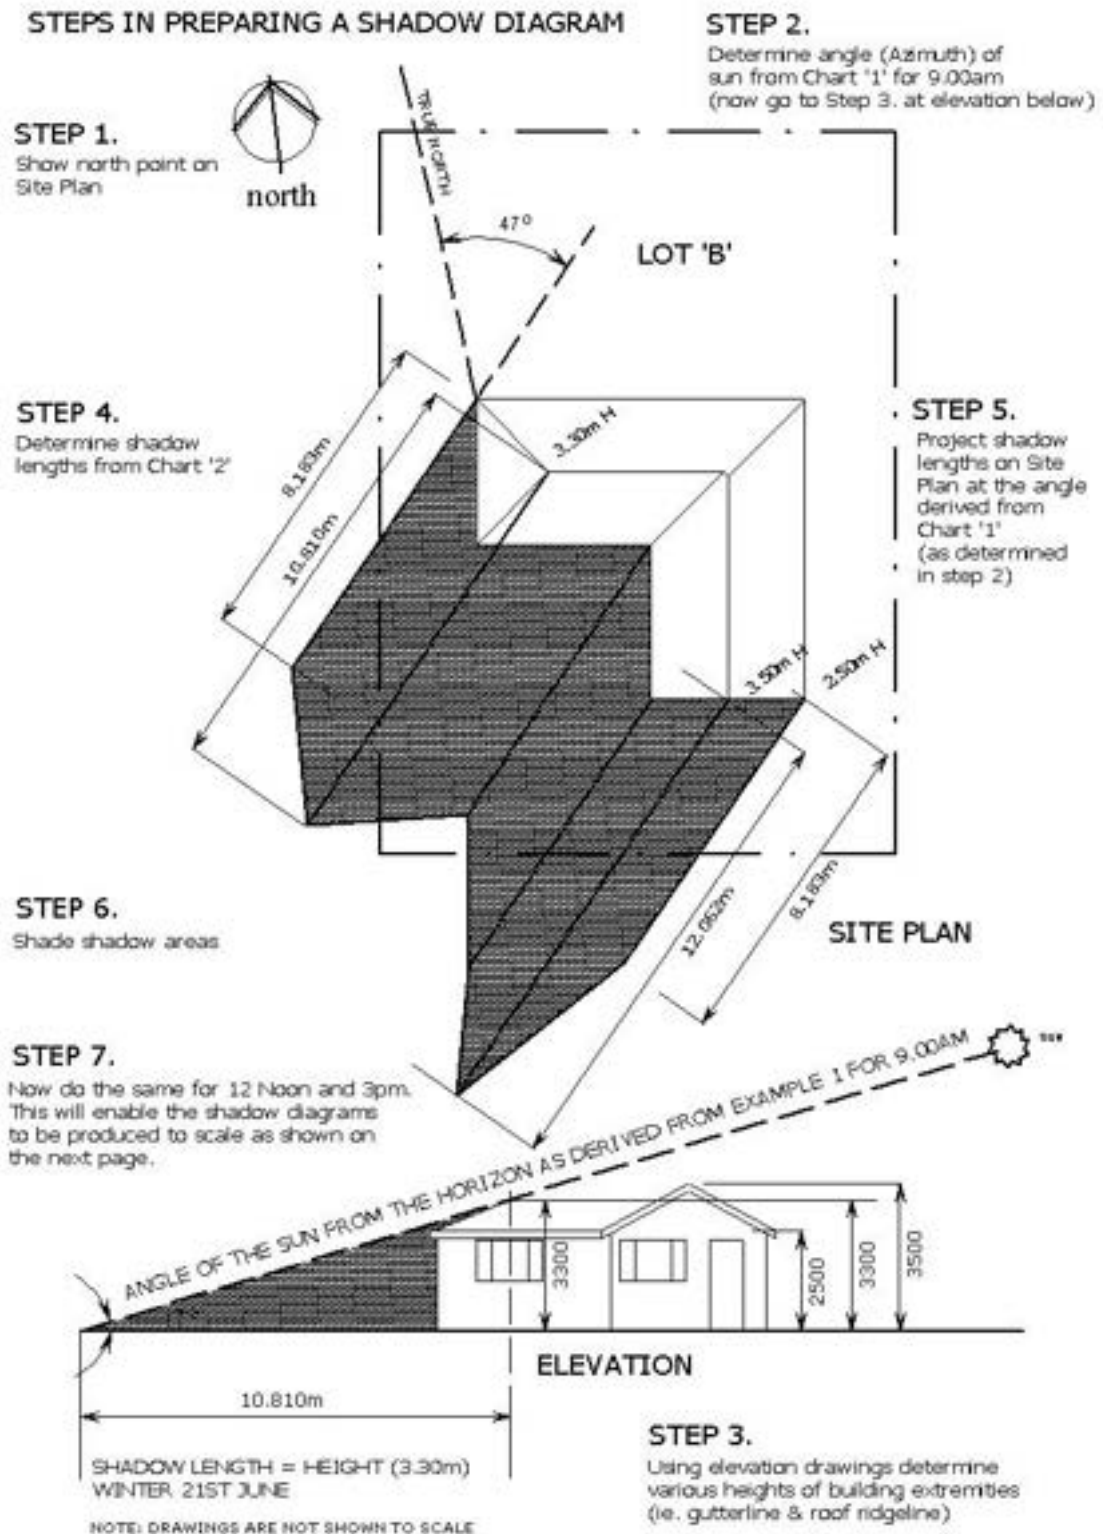 STEPS IN PREPARING A SHADOW DIAGRAM
STEP 1.
Show north point on
Site Plan
north
STEP 2.
Determine angle (Azimuth) of
sun from Chart '1' for 9.00am
(now go to Step 3. at elevation below)
TRUE NORTH
47°
LOT 'B'
STEP 4.
Determine shadow
lengths from Chart '2'
8.183m
10.810m
3.30m H
STEP 5.
Project shadow
lengths on Site
Plan at the angle
derived from
Chart '1'
(as determined
in step 2)
3.50m H
2.50m H
12.062m
8.183m
SITE PLAN
STEP 6.
Shade shadow areas
STEP 7.
Now do the same for 12 Noon and 3pm.
This will enable the shadow diagrams
to be produced to scale as shown on
the next page.
ANGLE OF THE SUN FROM THE HORIZON AS DERIVED FROM EXAMPLE 1 FOR 9.00AM
3300
2500
3300
3500
ELEVATION
10.810m
SHADOW LENGTH = HEIGHT (3.30m)
WINTER 21ST JUNE
NOTE: DRAWINGS ARE NOT SHOWN TO SCALE
STEP 3.
Using elevation drawings determine
various heights of building extremities
(ie. gutterline & roof ridgeline)